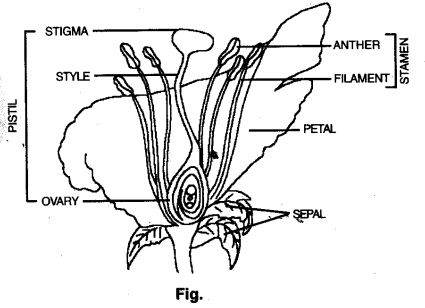 STIGMA
STYLE
PISTIL
OVARY
ANTHER
FILAMENT
STAMEN
PETAL
SEPAL
Fig.